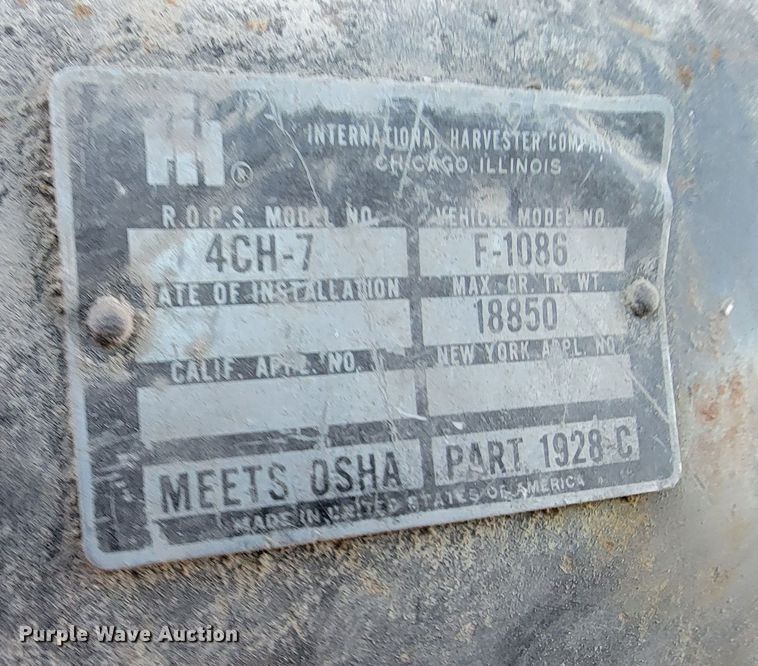 IH ®
INTERNATIONAL HARVESTER COMPANY
CHICAGO, ILLINOIS
R.O.P.S. MODEL NO. VEHICLE MODEL NO.
4CH-7 F-1086
DATE OF INSTALLATION MAX. GR. TR. WT.
18850
CALIF. APPL. NO. NEW YORK APPL. NO.
MEETS OSHA PART 1928-C
MADE IN UNITED STATES OF AMERICA
Purple Wave Auction